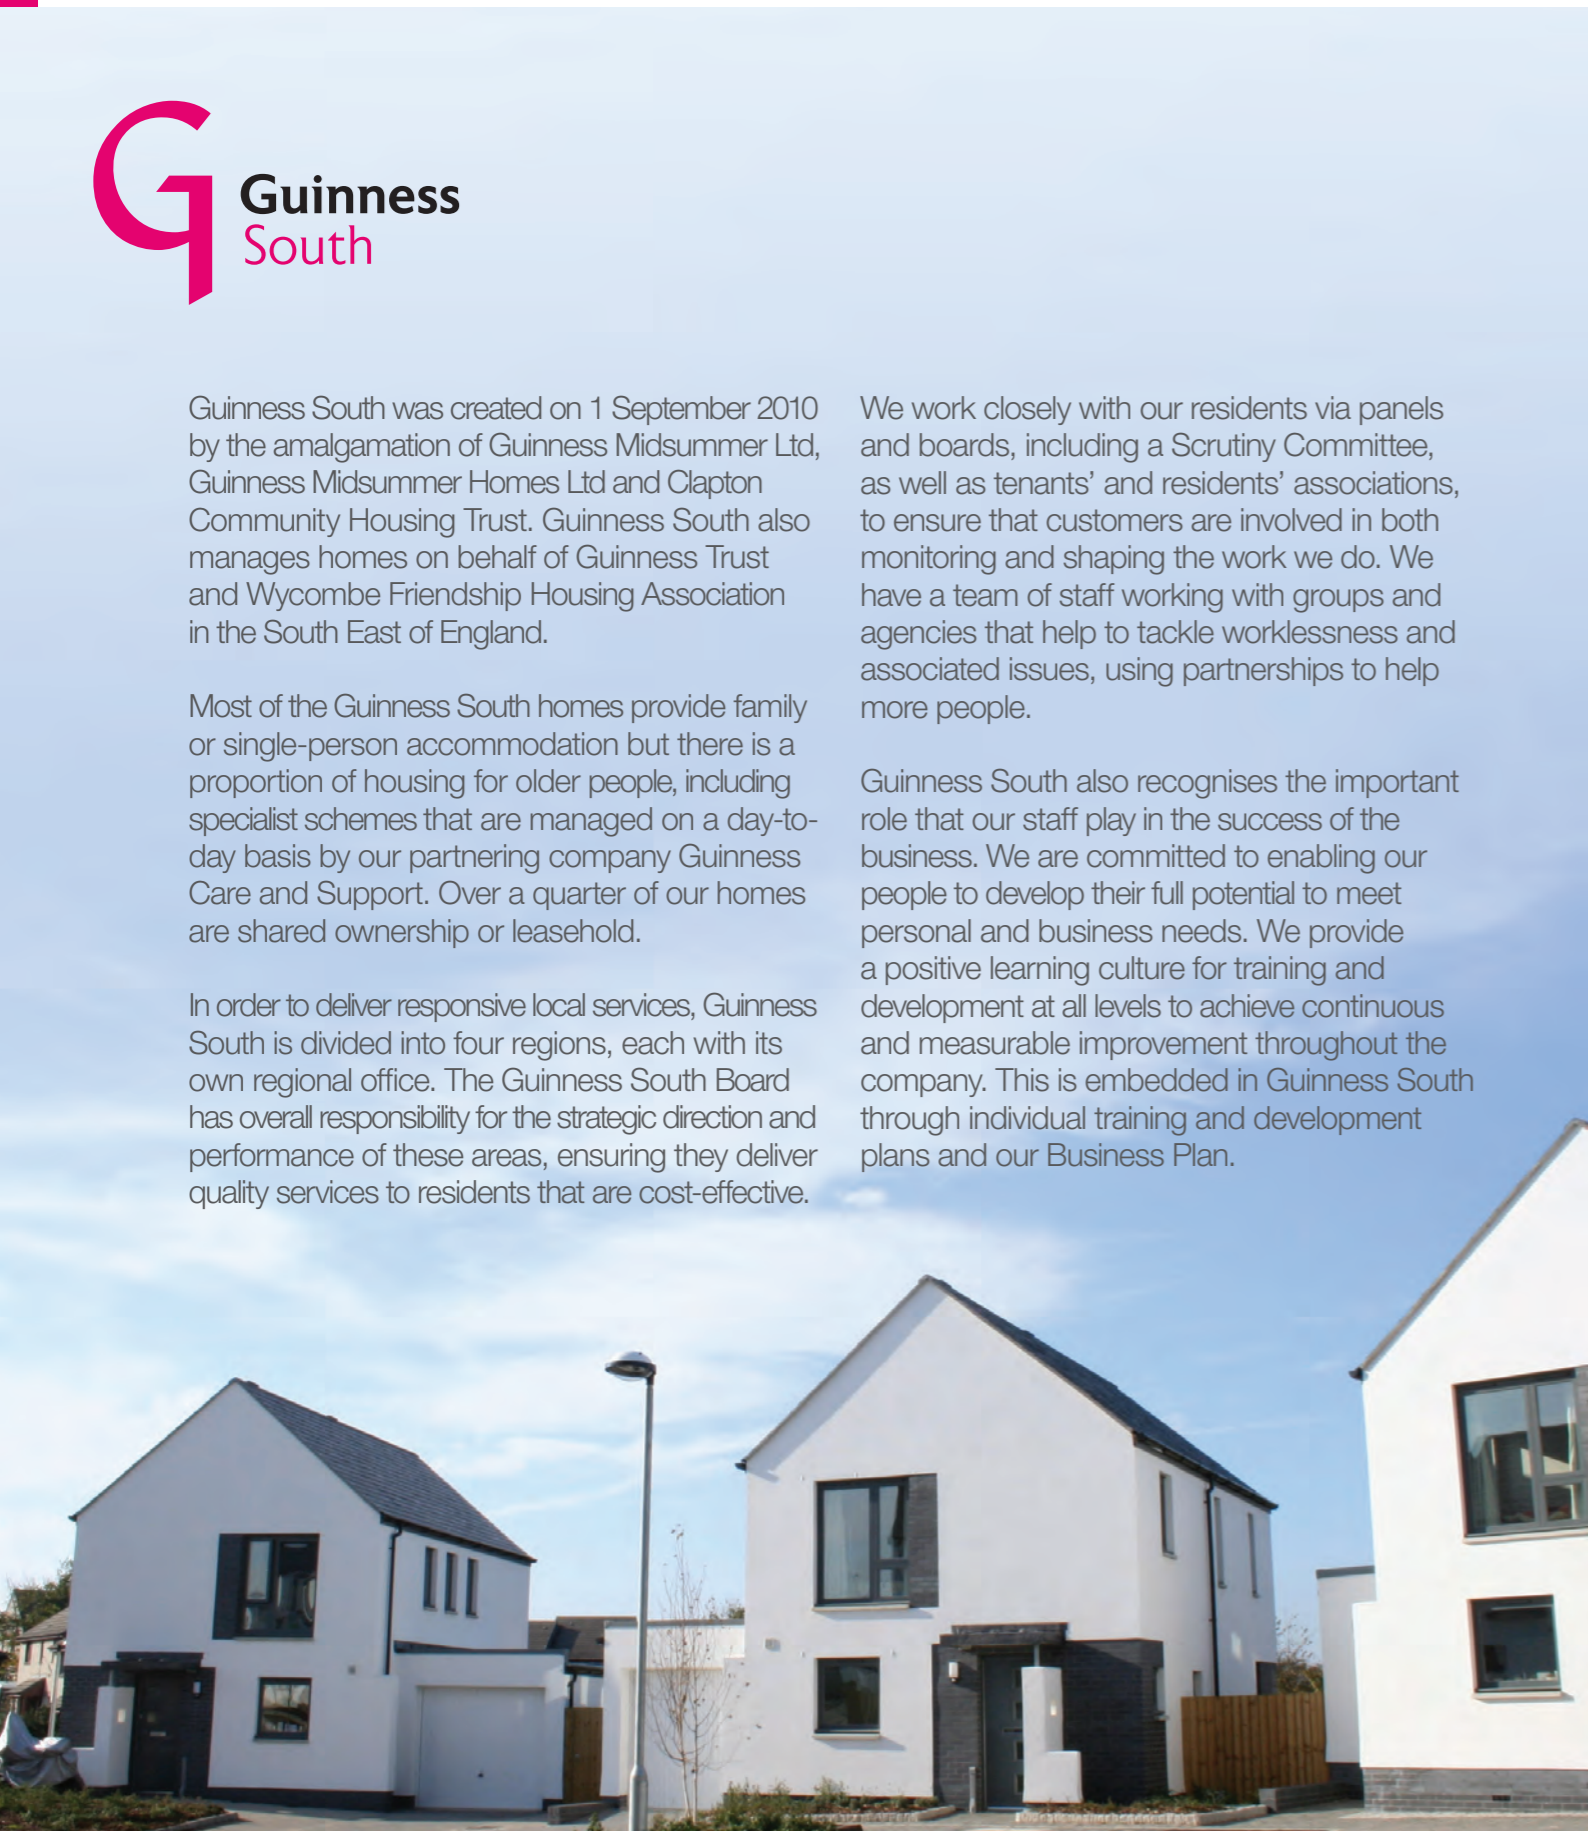 Guinness
South
Guinness South was created on 1 September 2010
by the amalgamation of Guinness Midsummer Ltd,
Guinness Midsummer Homes Ltd and Clapton
Community Housing Trust. Guinness South also
manages homes on behalf of Guinness Trust
and Wycombe Friendship Housing Association
in the South East of England.
Most of the Guinness South homes provide family
or single-person accommodation but there is a
proportion of housing for older people, including
specialist schemes that are managed on a day-to-
day basis by our partnering company Guinness
Care and Support. Over a quarter of our homes
are shared ownership or leasehold.
In order to deliver responsive local services, Guinness
South is divided into four regions, each with its
own regional office. The Guinness South Board
has overall responsibility for the strategic direction and
performance of these areas, ensuring they deliver
quality services to residents that are cost-effective.
We work closely with our residents via panels
and boards, including a Scrutiny Committee,
as well as tenants’ and residents’ associations,
to ensure that customers are involved in both
monitoring and shaping the work we do. We
have a team of staff working with groups and
agencies that help to tackle worklessness and
associated issues, using partnerships to help
more people.
Guinness South also recognises the important
role that our staff play in the success of the
business. We are committed to enabling our
people to develop their full potential to meet
personal and business needs. We provide
a positive learning culture for training and
development at all levels to achieve continuous
and measurable improvement throughout the
company. This is embedded in Guinness South
through individual training and development
plans and our Business Plan.